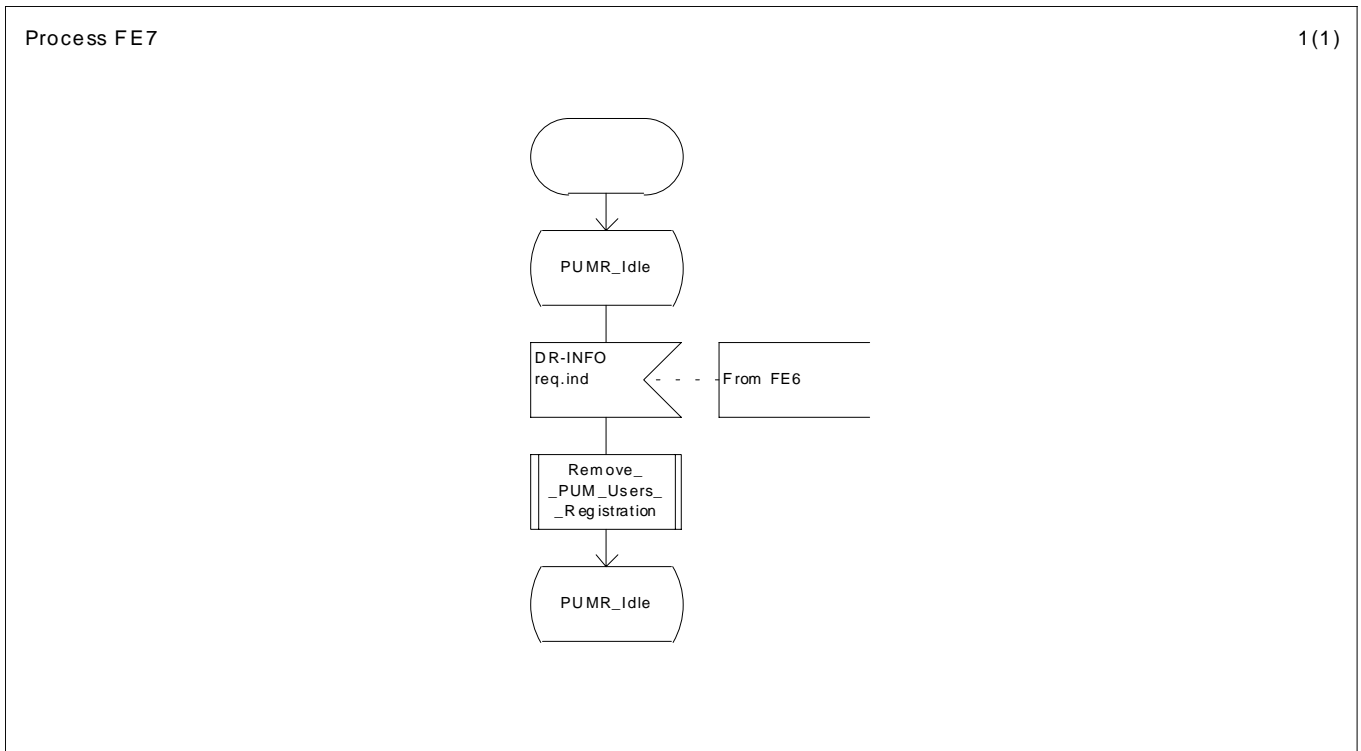 Process FE7
1(1)
PUMR_Idle
DR-INFO
req.ind
From FE6
Remove_
_PUM_Users_
_Registration
PUMR_Idle